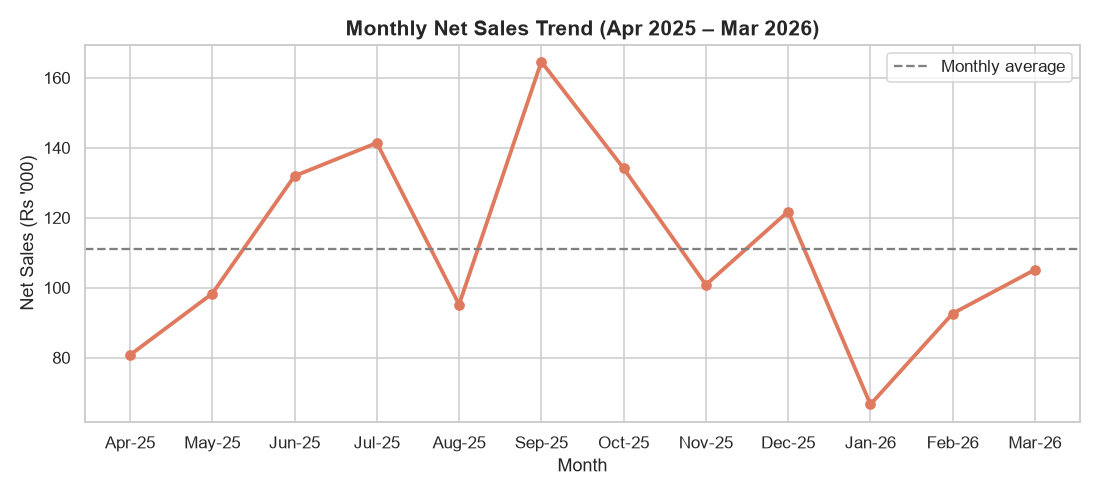 Monthly Net Sales Trend (Apr 2025 – Mar 2026)
Monthly average
Net Sales (Rs '000)
160
140
120
100
80
Apr-25 May-25 Jun-25 Jul-25 Aug-25 Sep-25 Oct-25 Nov-25 Dec-25 Jan-26 Feb-26 Mar-26
Month